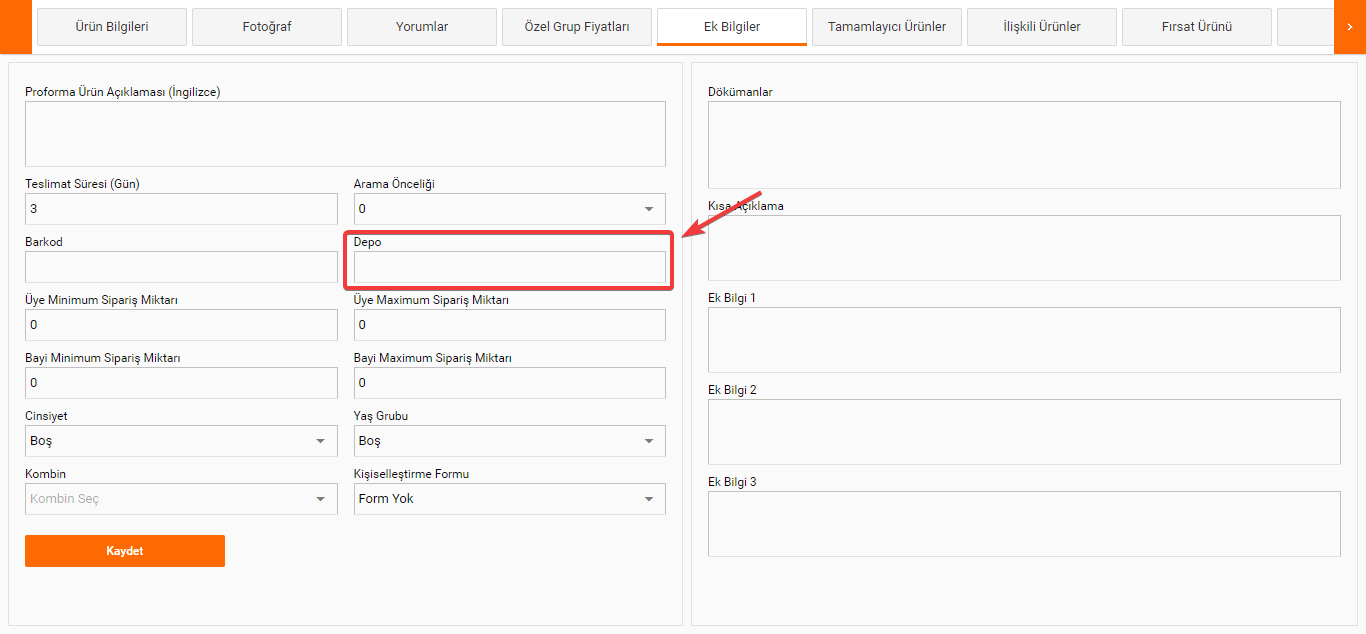 Ürün Bilgileri
Fotoğraf
Yorumlar
Özel Grup Fiyatları
Ek Bilgiler
Tamamlayıcı Ürünler
İlişkili Ürünler
Fırsat Ürünü
Proforma Ürün Açıklaması (İngilizce)
Teslimat Süresi (Gün)
Arama Önceliği
3
0
Barkod
Depo
Üye Minimum Sipariş Miktarı
Üye Maximum Sipariş Miktarı
0
0
Bayi Minimum Sipariş Miktarı
Bayi Maximum Sipariş Miktarı
0
0
Cinsiyet
Yaş Grubu
Boş
Boş
Kombin
Kişiselleştirme Formu
Kombin Seç
Form Yok
Kaydet
Dökümanlar
Kısa Açıklama
Ek Bilgi 1
Ek Bilgi 2
Ek Bilgi 3